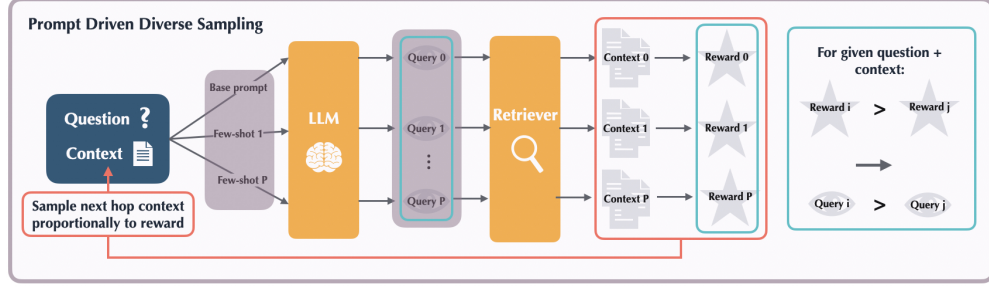 Prompt Driven Diverse Sampling
Question ?
Context
Sample next hop context
proportionally to reward
Base prompt
Few-shot 1
Few-shot P
LLM
Query 0
Query 1
⋮
Query P
Retriever
Context 0
Context 1
Context P
Reward 0
Reward 1
Reward P
For given question +
context:
Reward i > Reward j
Query i > Query j